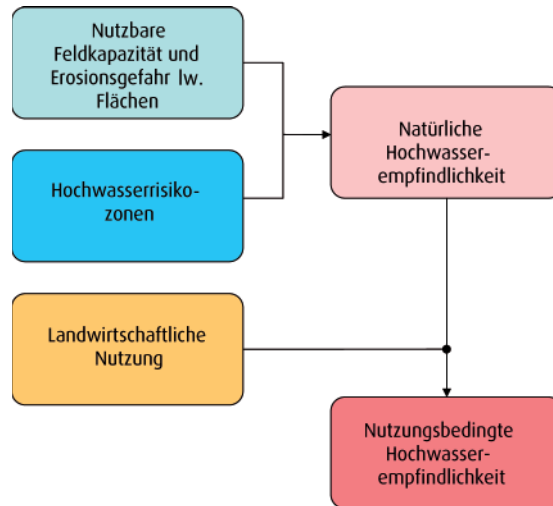 Nutzbare
Feldkapazität und
Erosionsgefahr lw.
Flächen
Natürliche
Hochwasser-
empfindlichkeit
Hochwasserrisiko-
zonen
Landwirtschaftliche
Nutzung
Nutzungsbedingte
Hochwasser-
empfindlichkeit